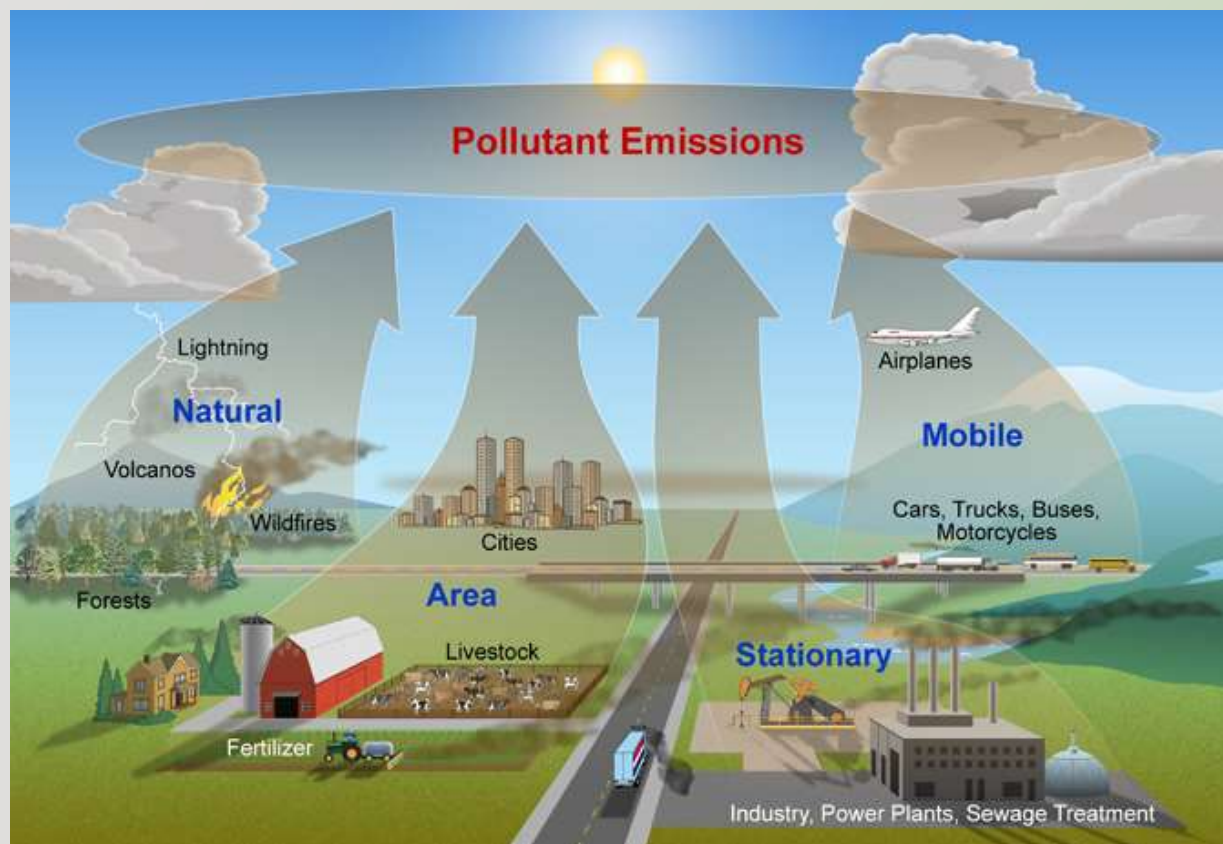 Pollutant Emissions
Lightning
Natural
Volcanos
Wildfires
Forests
Cities
Area
Livestock
Fertilizer
Airplanes
Mobile
Cars, Trucks, Buses,
Motorcycles
Stationary
Industry, Power Plants, Sewage Treatment